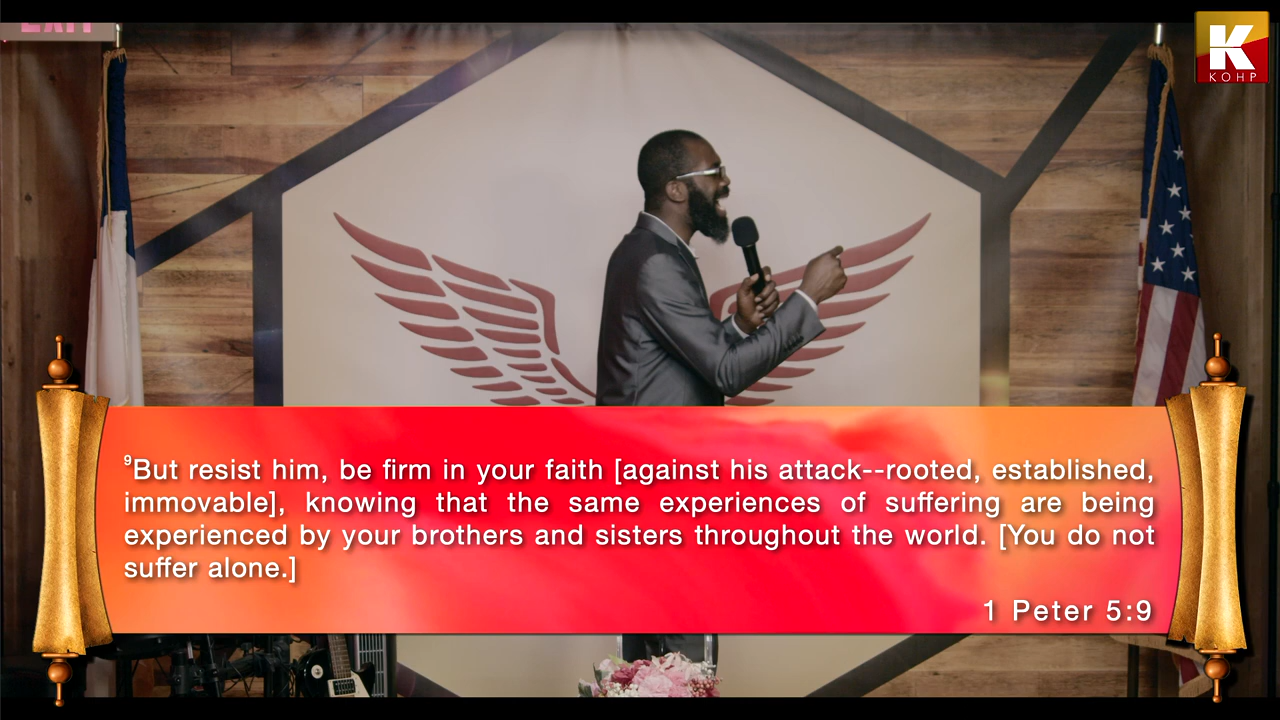 EXIT
K
KOHP
⁹But resist him, be firm in your faith [against his attack--rooted, established,
immovable], knowing that the same experiences of suffering are being
experienced by your brothers and sisters throughout the world. [You do not
suffer alone.]
1 Peter 5:9